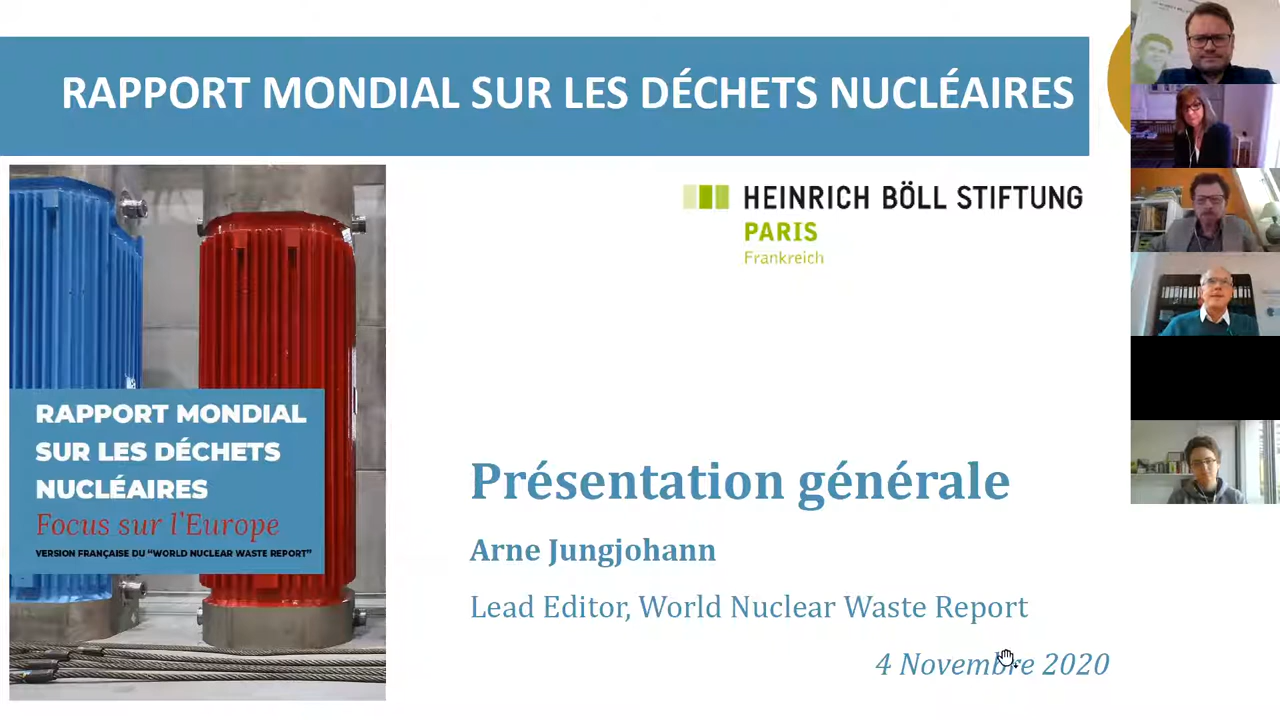 RAPPORT MONDIAL SUR LES DÉCHETS NUCLÉAIRES
HEINRICH BÖLL STIFTUNG
PARIS
Frankreich
RAPPORT MONDIAL
SUR LES DÉCHETS
NUCLÉAIRES
Focus sur l'Europe
VERSION FRANÇAISE DU “WORLD NUCLEAR WASTE REPORT”
Présentation générale
Arne Jungjohann
Lead Editor, World Nuclear Waste Report
4 Novembre 2020